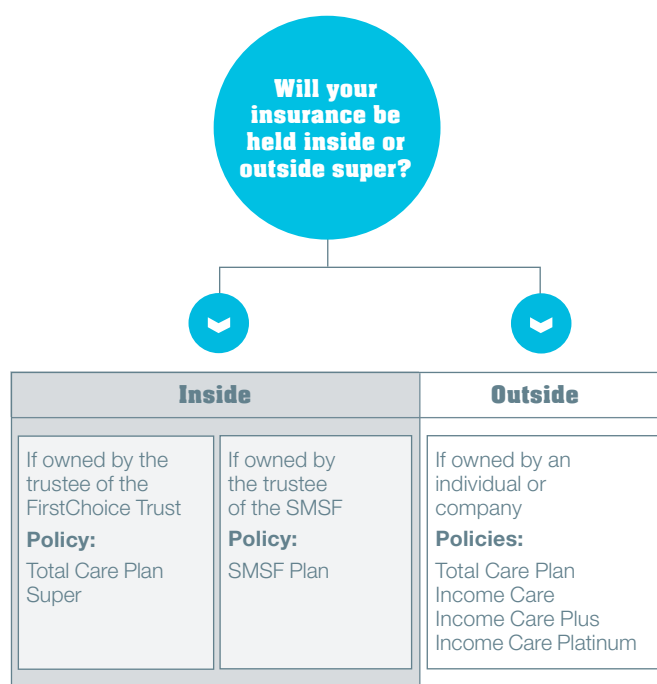 Will your
insurance be
held inside or
outside super?
Inside
Outside
If owned by the
trustee of the
FirstChoice Trust
Policy:
Total Care Plan
Super
If owned by
the trustee
of the SMSF
Policy:
SMSF Plan
If owned by an
individual or
company
Policies:
Total Care Plan
Income Care
Income Care Plus
Income Care Platinum